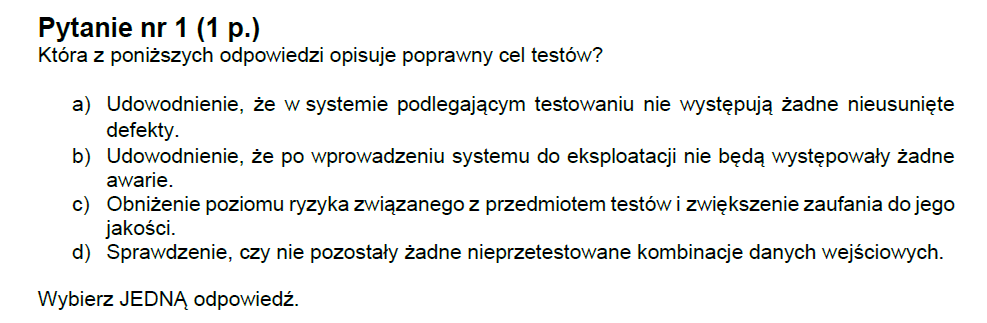 Pytanie nr 1 (1 p.)
Która z poniższych odpowiedzi opisuje poprawny cel testów?
a) Udowodnienie, że w systemie podlegającym testowaniu nie występują żadne nieusunięte
defekty.
b) Udowodnienie, że po wprowadzeniu systemu do eksploatacji nie będą występowały żadne
awarie.
c) Obniżenie poziomu ryzyka związanego z przedmiotem testów i zwiększenie zaufania do jego
jakości.
d) Sprawdzenie, czy nie pozostały żadne nieprzetestowane kombinacje danych wejściowych.
Wybierz JEDNĄ odpowiedź.